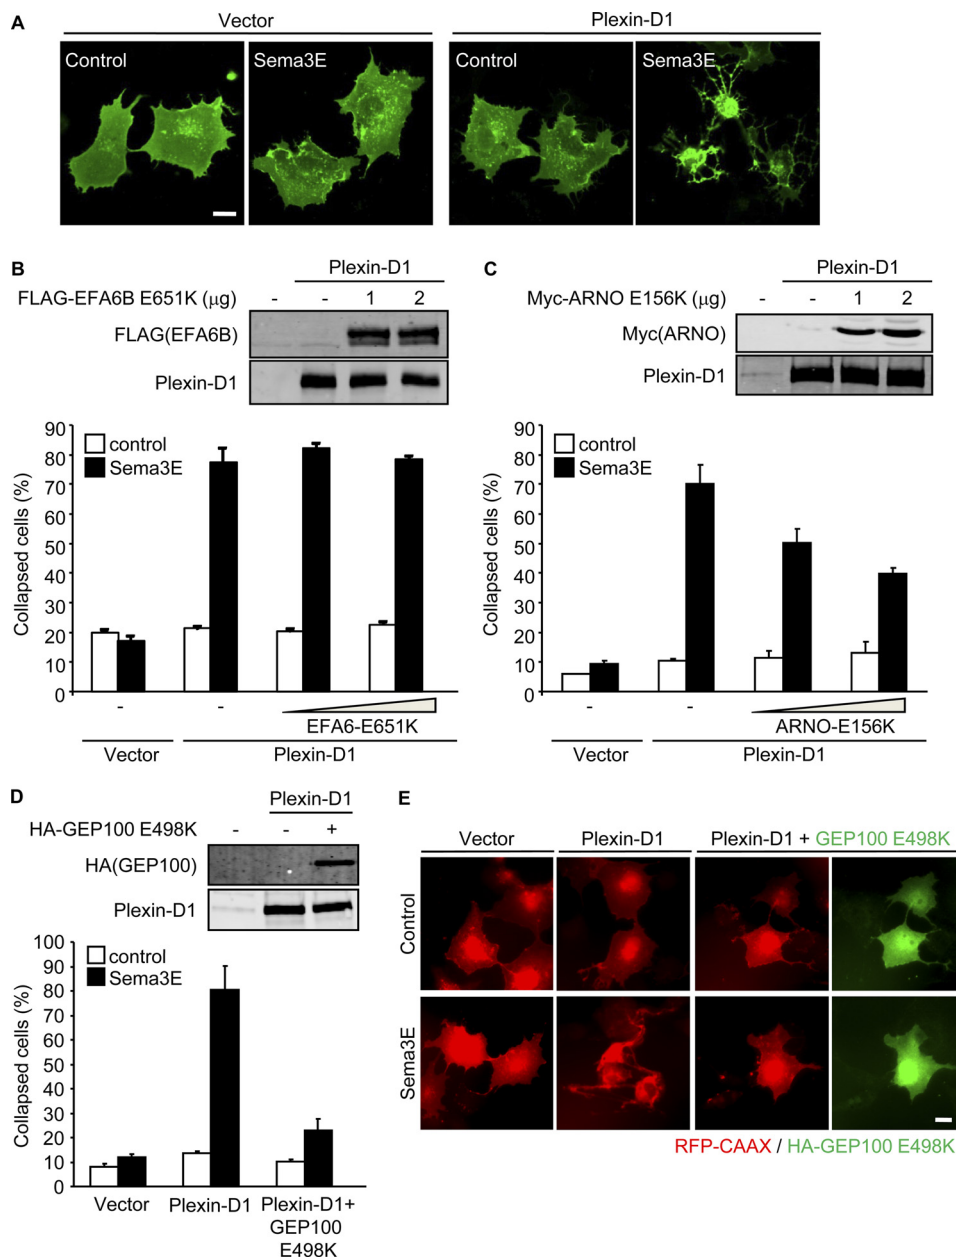 A
Vector
Plexin-D1
Control
Sema3E
Control
Sema3E
B
Plexin-D1
FLAG-EFA6B E651K (µg)
- - 1 2
FLAG(EFA6B)
Plexin-D1
90
80
70
60
50
40
30
20
10
0
Collapsed cells (%)
control
Sema3E
- -
EFA6-E651K
Vector
Plexin-D1
C
Plexin-D1
Myc-ARNO E156K (µg)
- - 1 2
Myc(ARNO)
Plexin-D1
90
80
70
60
50
40
30
20
10
0
Collapsed cells (%)
control
Sema3E
- -
ARNO-E156K
Vector
Plexin-D1
D
Plexin-D1
HA-GEP100 E498K
- - +
HA(GEP100)
Plexin-D1
100
90
80
70
60
50
40
30
20
10
0
Collapsed cells (%)
control
Sema3E
Vector
Plexin-D1
Plexin-D1+
GEP100
E498K
E
Vector
Plexin-D1
Plexin-D1 + GEP100 E498K
Control
Sema3E
RFP-CAAX / HA-GEP100 E498K